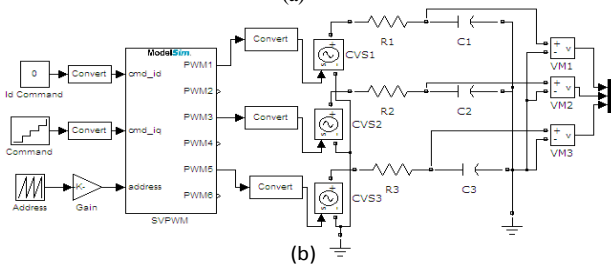 (a)
ModelSim.
0
Id Command
Convert
cmd_id
Command
Convert
cmd_iq
Address
K-
Gain
address
PWM1
PWM2
PWM3
PWM4
PWM5
PWM6
SVPWM
Convert
Convert
Convert
s
+
-
CVS1
s
+
-
CVS2
s
+
-
CVS3
R1
C1
R2
C2
R3
C3
+
-
v
VM1
+
-
v
VM2
+
-
v
VM3
(b)